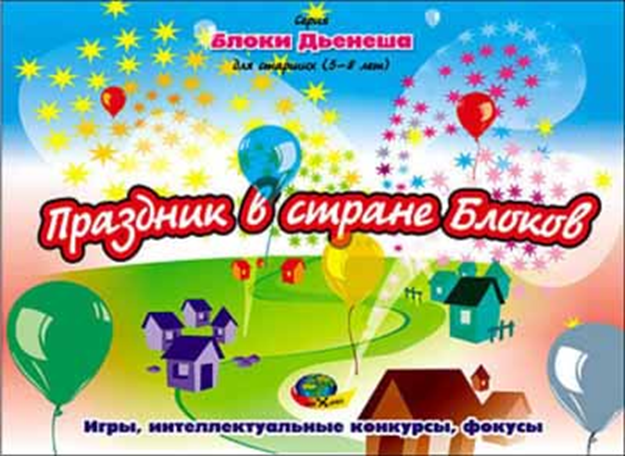 Серия
Блоки Дьенеша
для старших (5-8 лет)
Праздник в стране Блоков
Игры, интеллектуальные конкурсы, фокусы